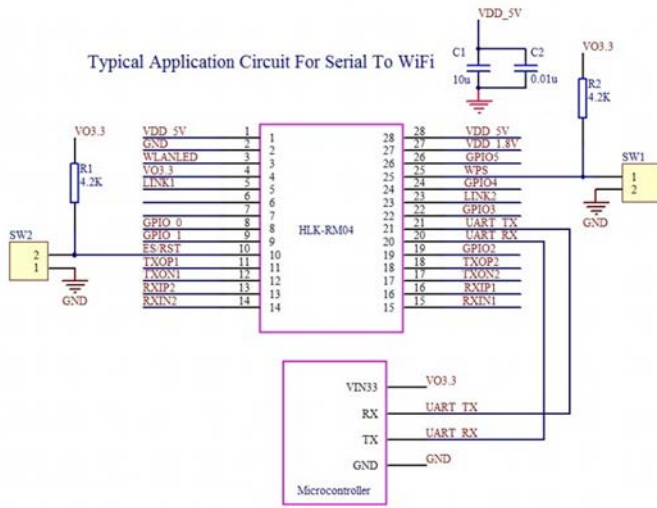 VDD_5V
Typical Application Circuit For Serial To WiFi
C1 C2
10u 0.01u
VO3.3
R2
4.2K
VO3.3
R1
4.2K
SW1
1
2
GND
SW2
2
1
GND
VDD_5V 1 1 28 28 VDD_5V
GND 2 2 27 27 VDD_1.8V
WLANLED 3 3 26 26 GPIO5
VO3.3 4 4 25 25 WPS
LINK1 5 5 24 24 GPIO4
6 6 23 23 LINK2
7 7 22 22 GPIO3
GPIO_0 8 8 HLK-RM04 21 21 UART_TX
GPIO_1 9 9 20 20 UART_RX
ES/RST 10 10 19 19 GPIO2
TXOP1 11 11 18 18 TXOP2
TXON1 12 12 17 17 TXON2
RXIP2 13 13 16 16 RXIP1
RXIN2 14 14 15 15 RXIN1
VIN33 VO3.3
RX UART_TX
TX UART_RX
GND GND
Microcontroller